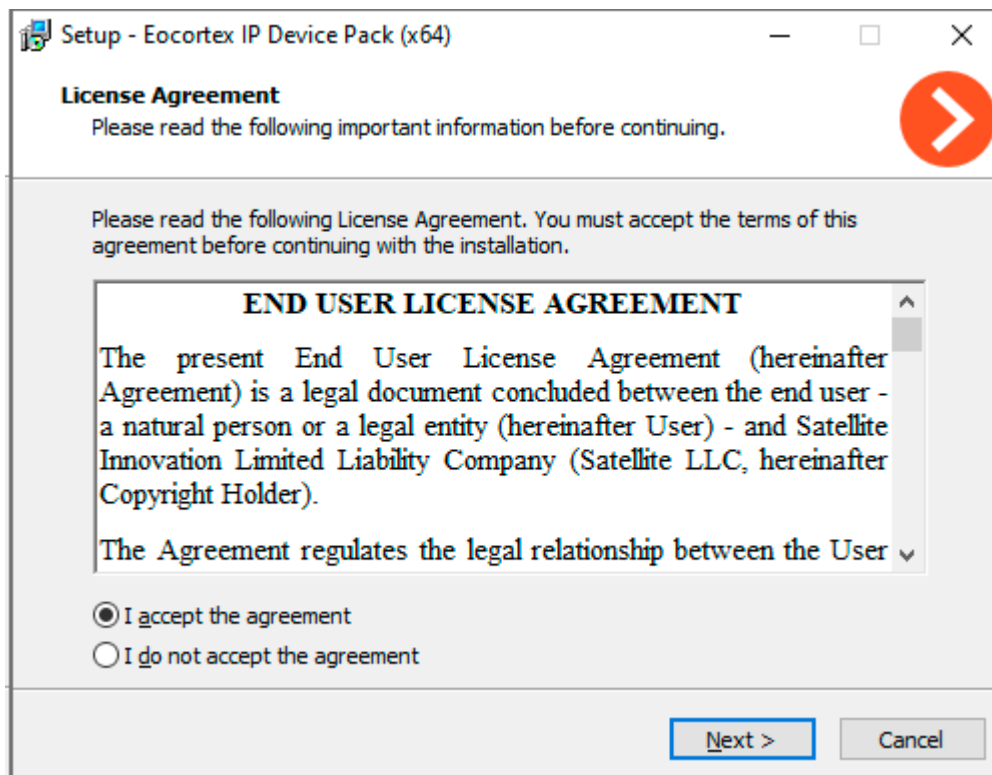 Setup - Eocortex IP Device Pack (x64)
License Agreement
Please read the following important information before continuing.
Please read the following License Agreement. You must accept the terms of this
agreement before continuing with the installation.
END USER LICENSE AGREEMENT
The present End User License Agreement (hereinafter
Agreement) is a legal document concluded between the end user -
a natural person or a legal entity (hereinafter User) - and Satellite
Innovation Limited Liability Company (Satellite LLC, hereinafter
Copyright Holder).
The Agreement regulates the legal relationship between the User
I accept the agreement
I do not accept the agreement
Next >
Cancel